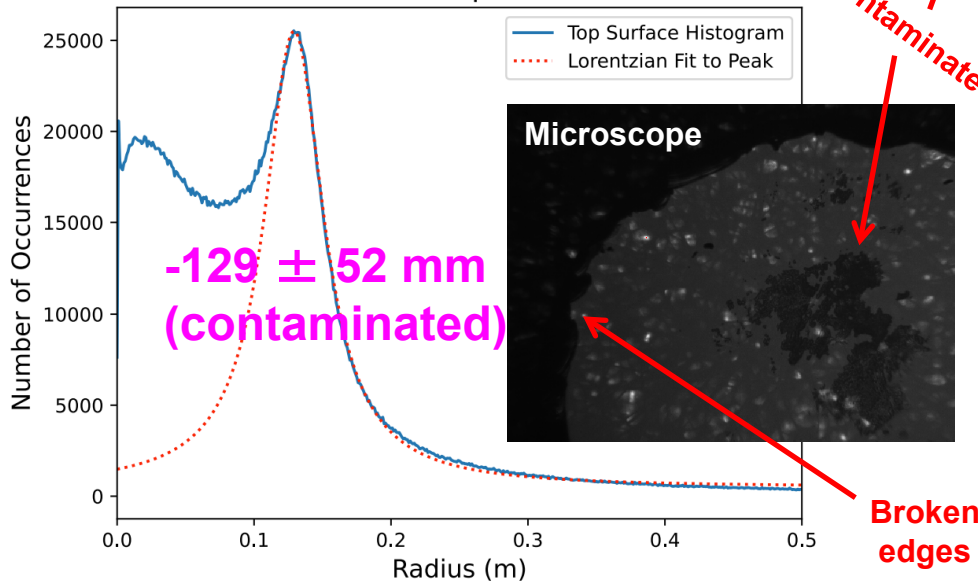 25000
20000
15000
10000
5000
0
Number of Occurrences
0.0 0.1 0.2 0.3 0.4 0.5
Radius (m)
Top Surface Histogram
Lorentzian Fit to Peak
Microscope
-129 ± 52 mm
(contaminated)
Broken
edges